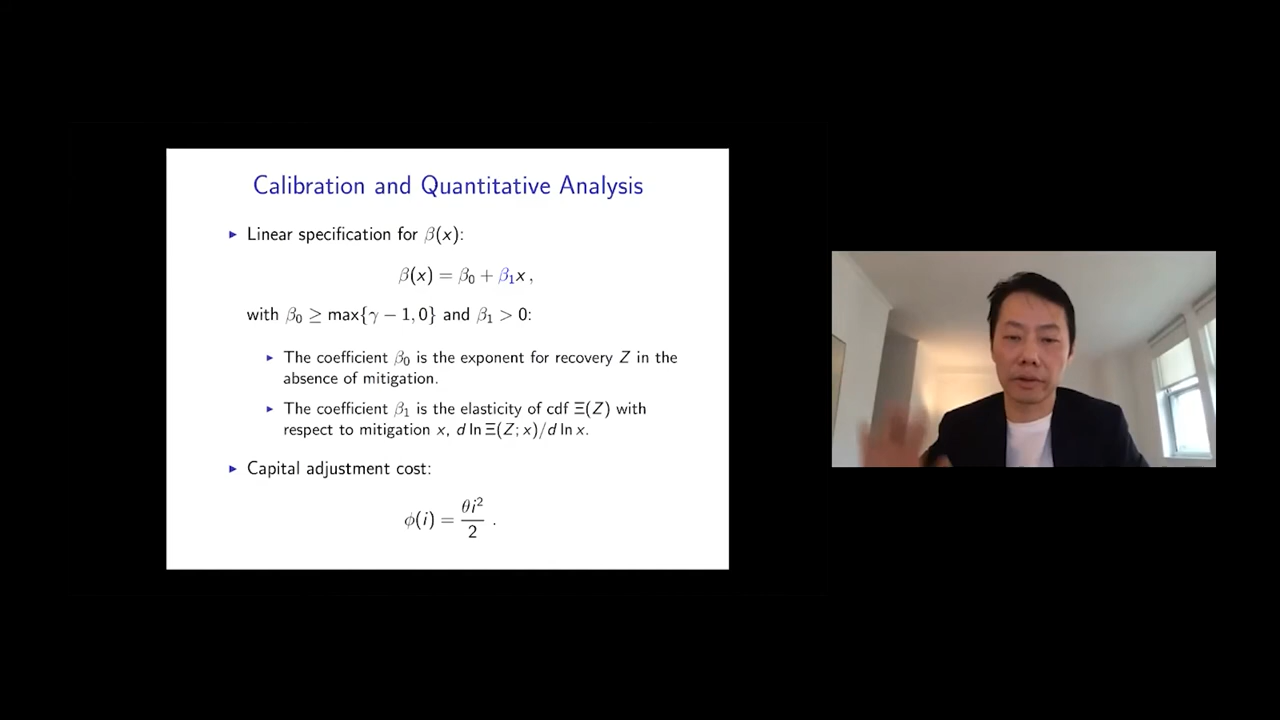 Calibration and Quantitative Analysis
▸ Linear specification for β(x):
β(x) = β₀ + β₁x ,
with β₀ ≥ max{γ − 1, 0} and β₁ > 0:
▸ The coefficient β₀ is the exponent for recovery Z in the
absence of mitigation.
▸ The coefficient β₁ is the elasticity of cdf Ξ(Z) with
respect to mitigation x, d ln Ξ(Z; x)/d ln x.
▸ Capital adjustment cost:
φ(i) = θi²/2 .